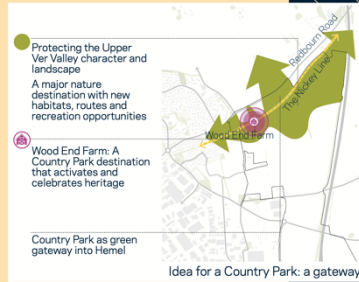 Protecting the Upper
Ver Valley character and
landscape
A major nature
destination with new
habitats, routes and
recreation opportunities
Wood End Farm: A
Country Park destination
that activates and
celebrates heritage
Country Park as green
gateway into Hemel
Redbourn Road
The Nickey Line
Wood End Farm
Idea for a Country Park: a gateway